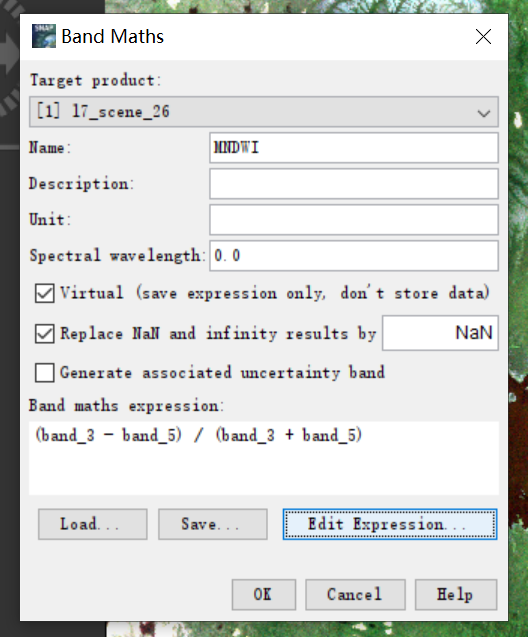 SNAP
Band Maths
Target product:
[1] l7_scene_26
Name: MNDWI
Description:
Unit:
Spectral wavelength: 0.0
Virtual (save expression only, don't store data)
Replace NaN and infinity results by NaN
Generate associated uncertainty band
Band maths expression:
(band_3 - band_5) / (band_3 + band_5)
Load... Save... Edit Expression...
OK Cancel Help